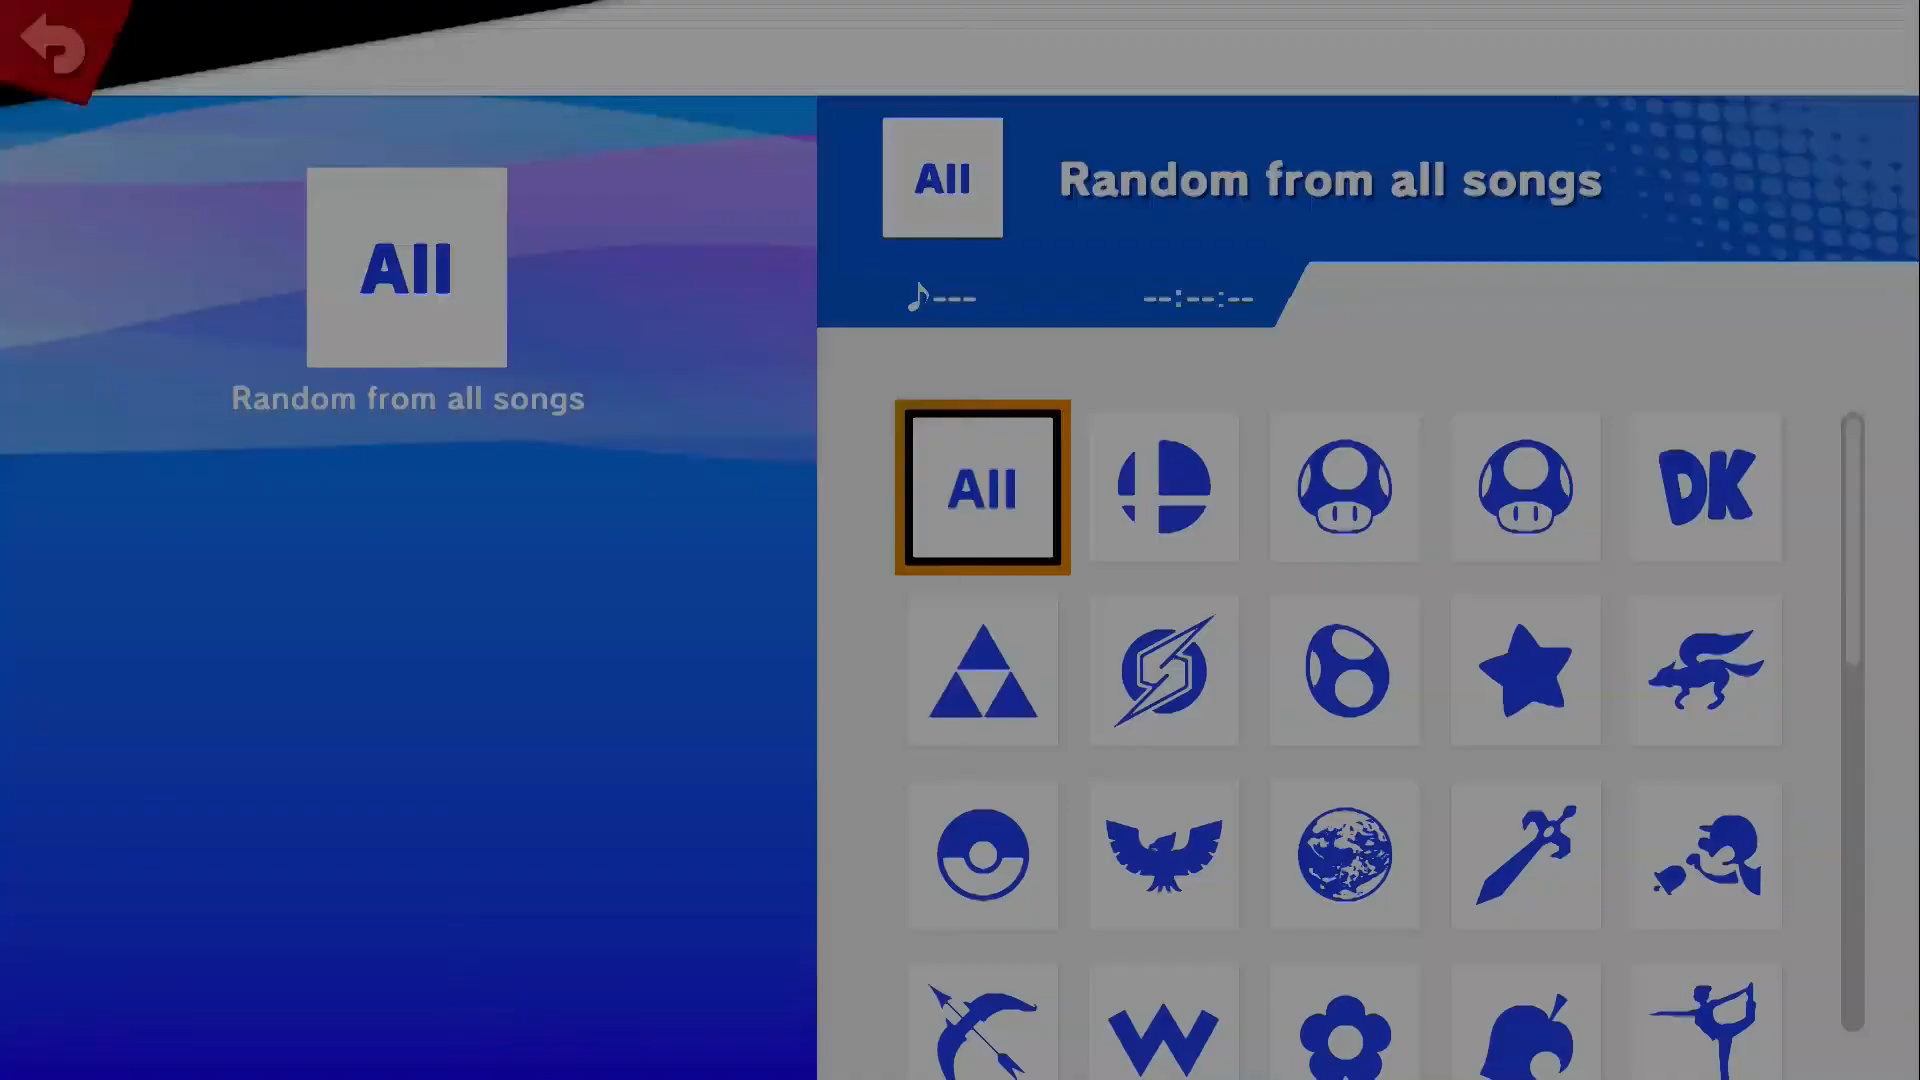 All
Random from all songs
All
Random from all songs
♪---
--:--:--
All
DK
W